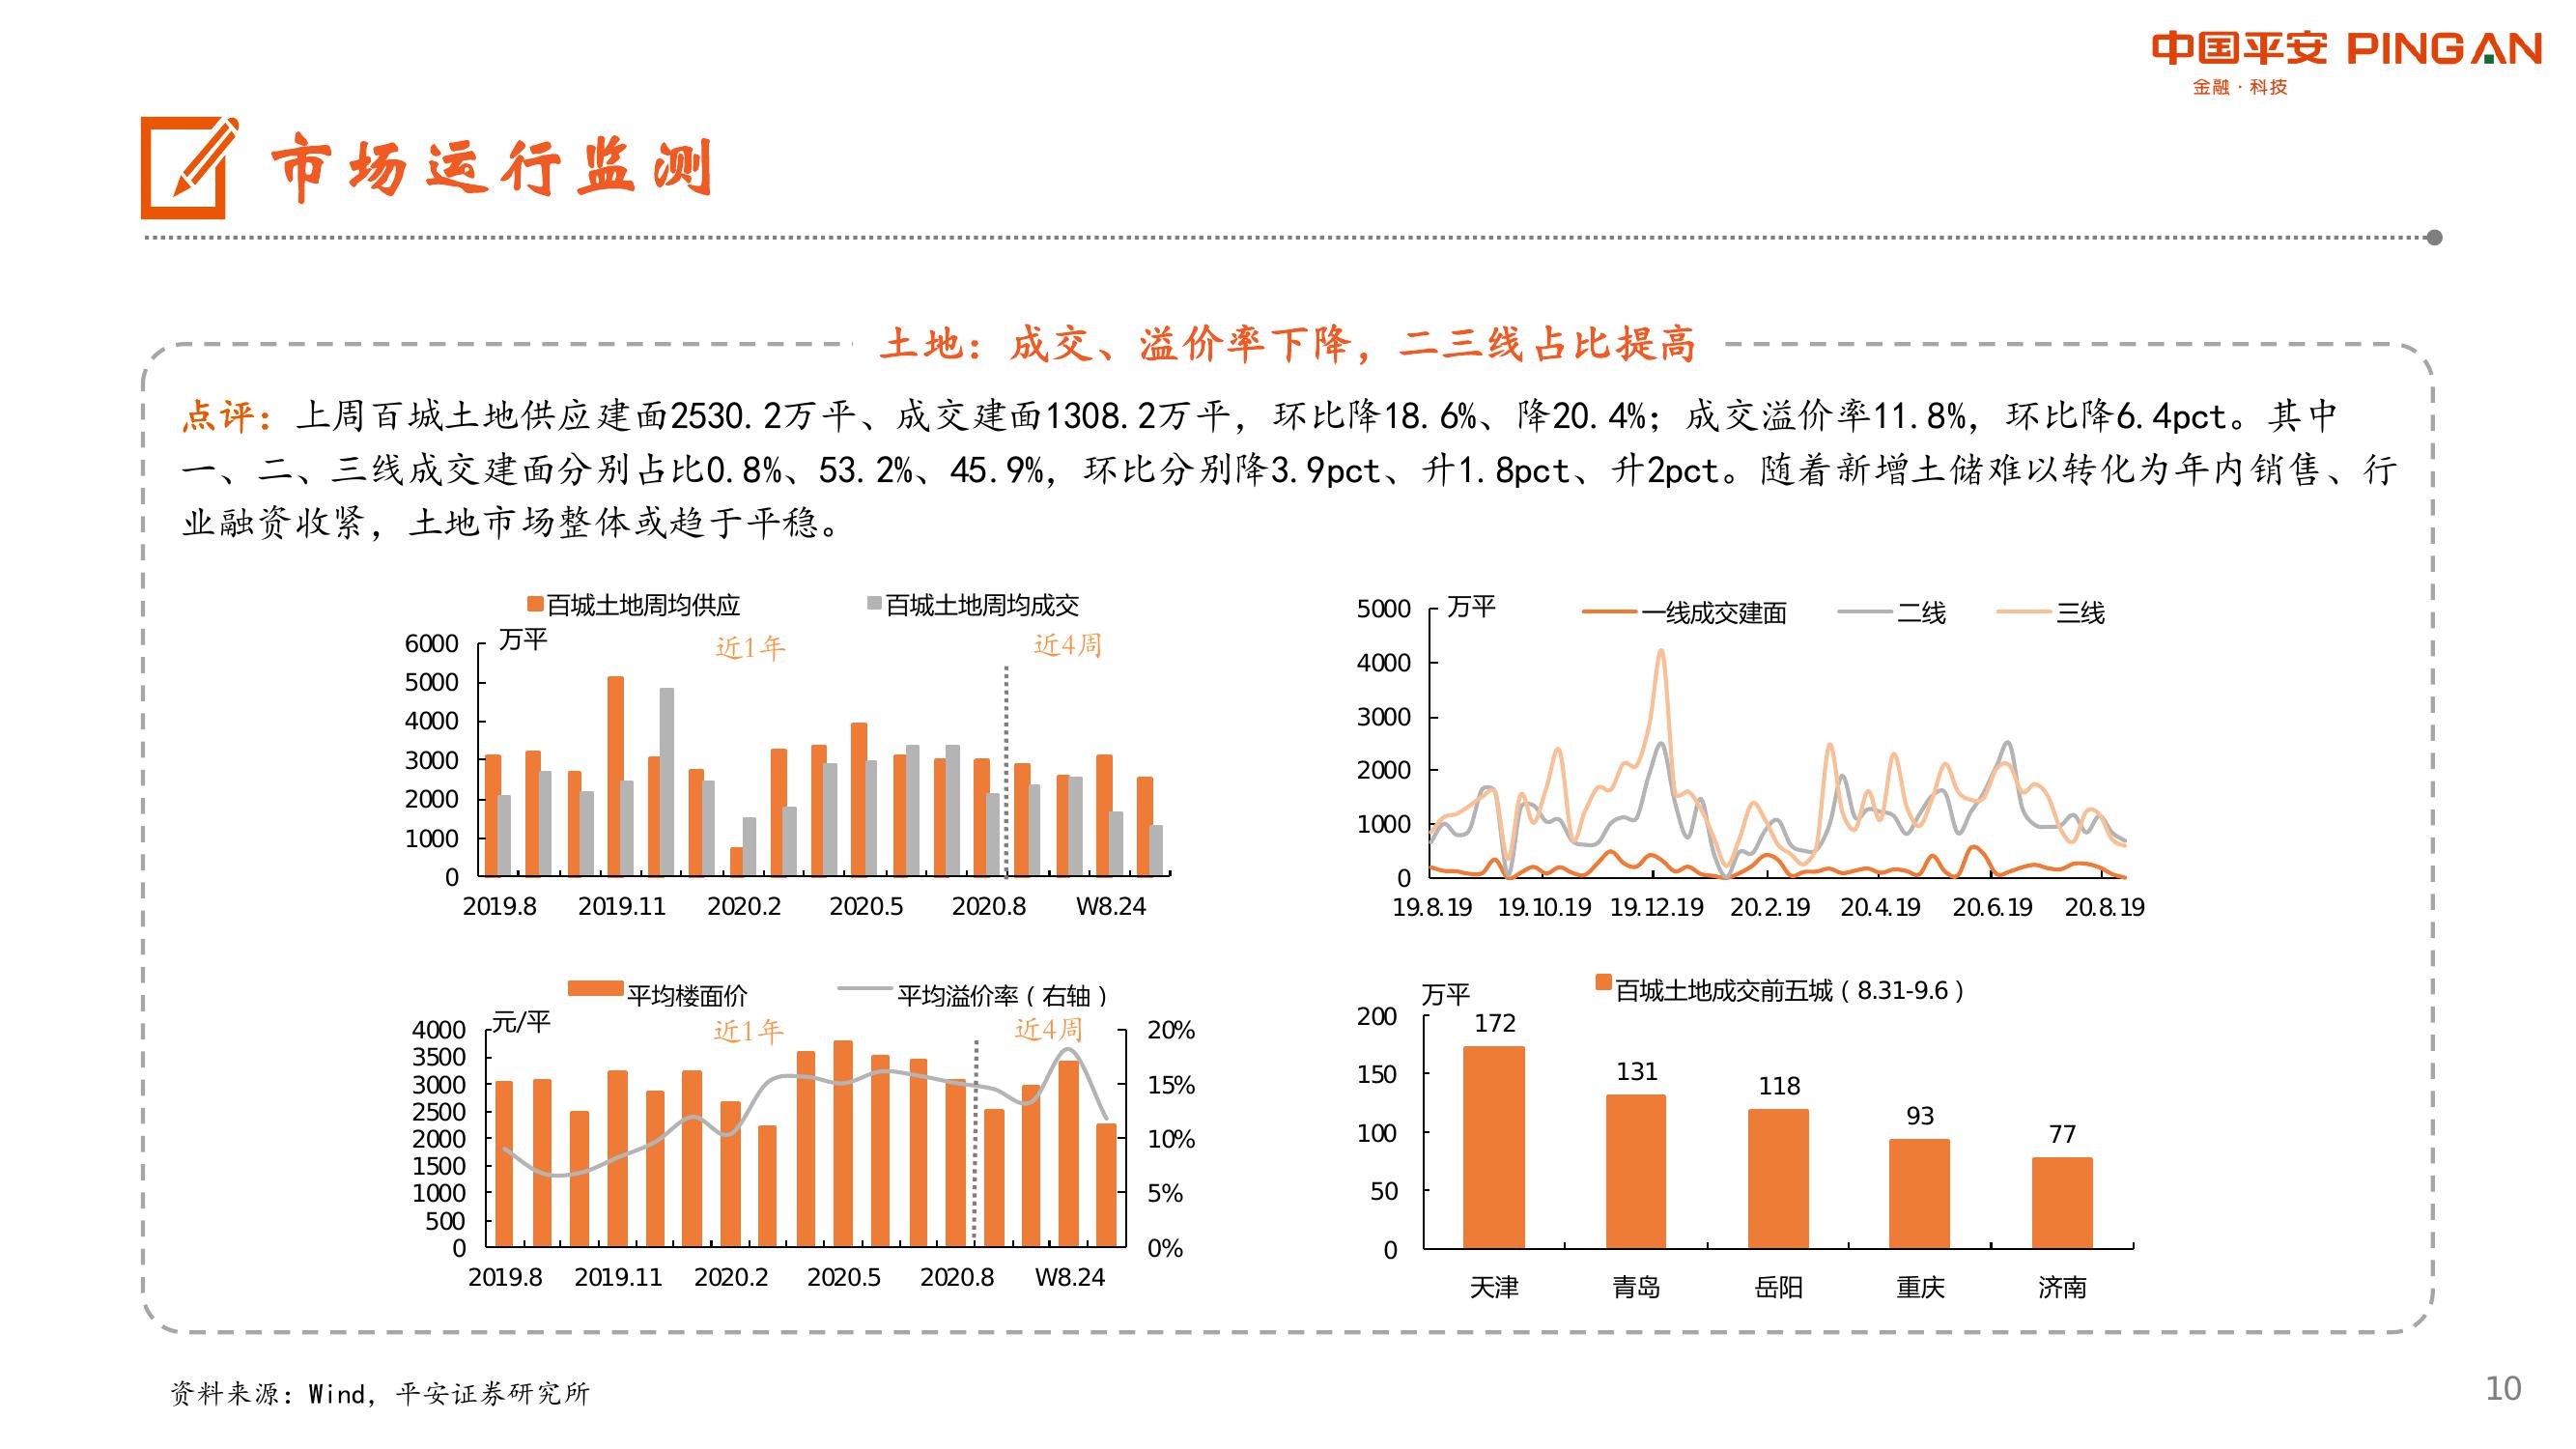 中国平安 PINGAN
金融·科技
市场运行监测
土地：成交、溢价率下降，二三线占比提高
点评：上周百城土地供应建面2530.2万平、成交建面1308.2万平，环比降18.6%、降20.4%；成交溢价率11.8%，环比降6.4pct。其中
一、二、三线成交建面分别占比0.8%、53.2%、45.9%，环比分别降3.9pct、升1.8pct、升2pct。随着新增土储难以转化为年内销售、行
业融资收紧，土地市场整体或趋于平稳。
百城土地周均供应 百城土地周均成交
万平
近1年 近4周
6000
5000
4000
3000
2000
1000
0
2019.8 2019.11 2020.2 2020.5 2020.8 W8.24
万平
一线成交建面 二线 三线
5000
4000
3000
2000
1000
0
19.8.19 19.10.19 19.12.19 20.2.19 20.4.19 20.6.19 20.8.19
平均楼面价 平均溢价率（右轴）
元/平
近1年 近4周
4000 20%
3500
3000 15%
2500
2000 10%
1500
1000 5%
500
0 0%
2019.8 2019.11 2020.2 2020.5 2020.8 W8.24
万平
百城土地成交前五城（8.31-9.6）
200
150
100
50
0
172 131 118 93 77
天津 青岛 岳阳 重庆 济南
资料来源：Wind，平安证券研究所
10